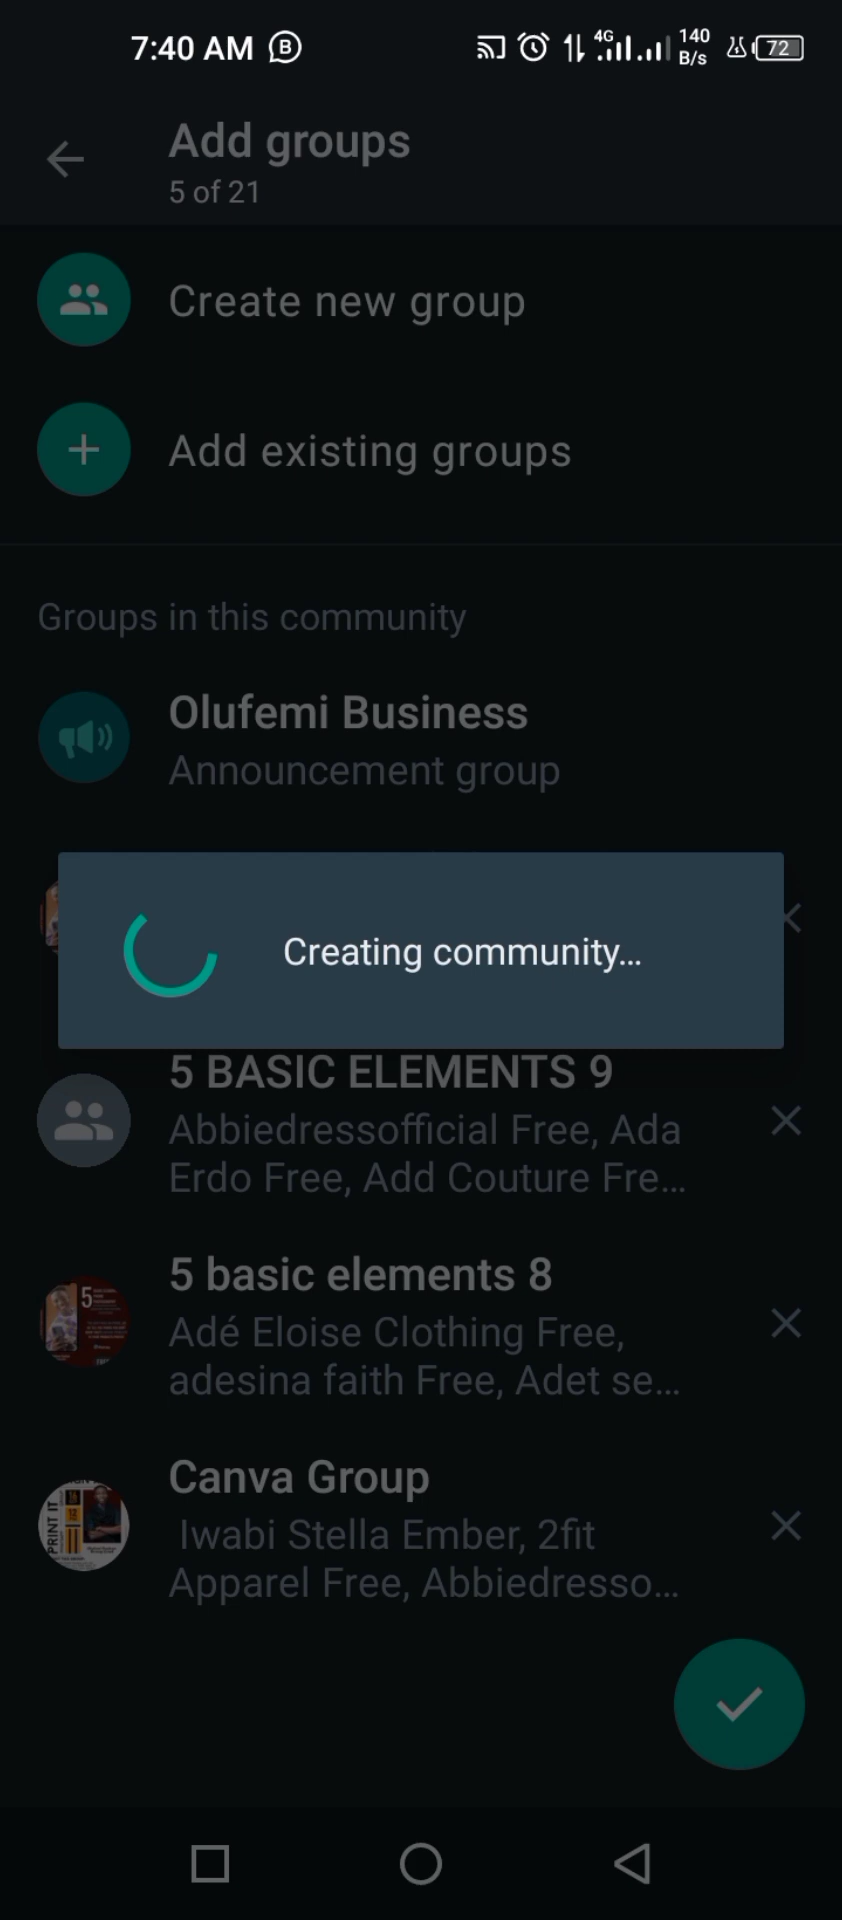 7:40 AM
4G
140
B/s
72
Add groups
5 of 21
Create new group
Add existing groups
Groups in this community
Olufemi Business
Announcement group
Creating community...
5 BASIC ELEMENTS 9
Abbiedressofficial Free, Ada
Erdo Free, Add Couture Fre...
5 basic elements 8
5
Adé Eloise Clothing Free,
adesina faith Free, Adet se...
Canva Group
PRINT IT
Iwabi Stella Ember, 2fit
Apparel Free, Abbiedresso...